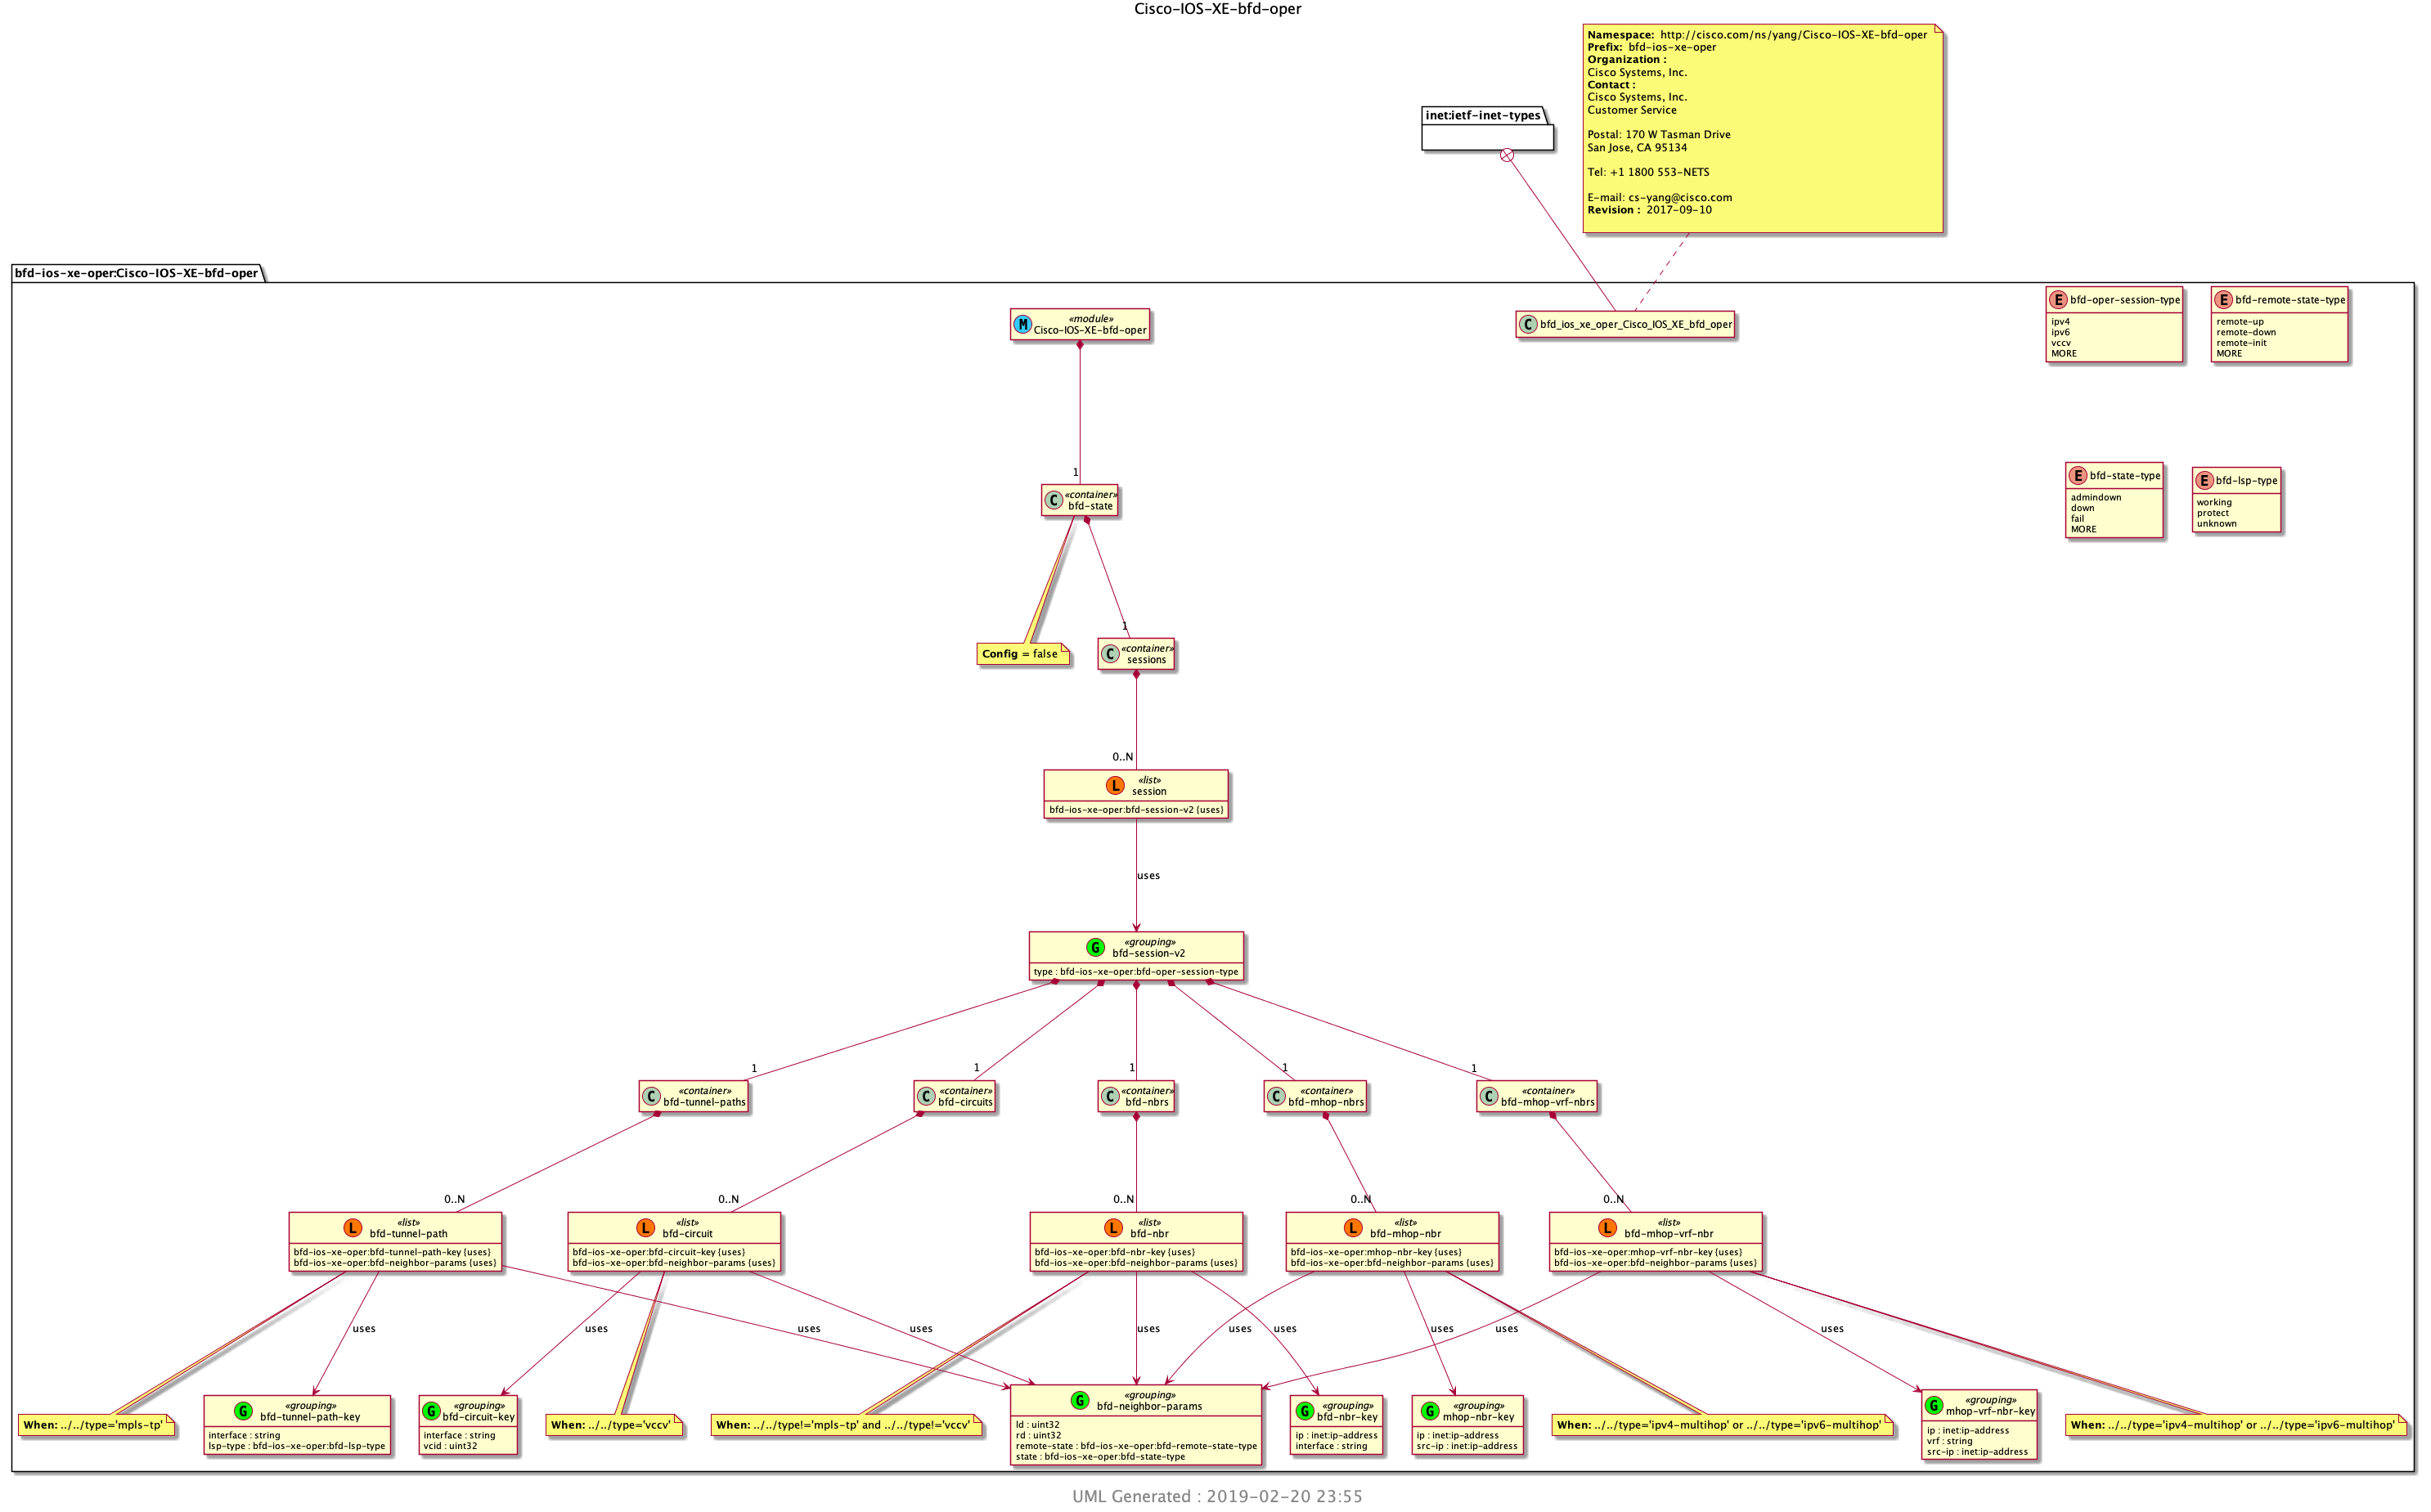 Cisco-IOS-XE-bfd-oper
Namespace: http://cisco.com/ns/yang/Cisco-IOS-XE-bfd-oper
Prefix: bfd-ios-xe-oper
Organization :
Cisco Systems, Inc.
Contact :
Cisco Systems, Inc.
Customer Service
Postal: 170 W Tasman Drive
San Jose, CA 95134
Tel: +1 1800 553-NETS
E-mail: cs-yang@cisco.com
Revision : 2017-09-10
inet:ietf-inet-types
bfd-ios-xe-oper:Cisco-IOS-XE-bfd-oper
M
«module»
Cisco-IOS-XE-bfd-oper
C bfd_ios_xe_oper_Cisco_IOS_XE_bfd_oper
E bfd-oper-session-type
ipv4
ipv6
vccv
MORE
E bfd-remote-state-type
remote-up
remote-down
remote-init
MORE
1
C
«container»
bfd-state
E bfd-state-type
admindown
down
fail
MORE
E bfd-lsp-type
working
protect
unknown
Config = false
1
C
«container»
sessions
0..N
L
«list»
session
bfd-ios-xe-oper:bfd-session-v2 {uses}
uses
G
«grouping»
bfd-session-v2
type : bfd-ios-xe-oper:bfd-oper-session-type
1
1
1
1
1
C
«container»
bfd-tunnel-paths
C
«container»
bfd-circuits
C
«container»
bfd-nbrs
C
«container»
bfd-mhop-nbrs
C
«container»
bfd-mhop-vrf-nbrs
0..N
0..N
0..N
0..N
0..N
L
«list»
bfd-tunnel-path
bfd-ios-xe-oper:bfd-tunnel-path-key {uses}
bfd-ios-xe-oper:bfd-neighbor-params {uses}
L
«list»
bfd-circuit
bfd-ios-xe-oper:bfd-circuit-key {uses}
bfd-ios-xe-oper:bfd-neighbor-params {uses}
L
«list»
bfd-nbr
bfd-ios-xe-oper:bfd-nbr-key {uses}
bfd-ios-xe-oper:bfd-neighbor-params {uses}
L
«list»
bfd-mhop-nbr
bfd-ios-xe-oper:mhop-nbr-key {uses}
bfd-ios-xe-oper:bfd-neighbor-params {uses}
L
«list»
bfd-mhop-vrf-nbr
bfd-ios-xe-oper:mhop-vrf-nbr-key {uses}
bfd-ios-xe-oper:bfd-neighbor-params {uses}
uses
uses
uses
uses
uses
uses
uses
uses
uses
uses
When: ../../type='mpls-tp'
G
«grouping»
bfd-tunnel-path-key
interface : string
lsp-type : bfd-ios-xe-oper:bfd-lsp-type
G
«grouping»
bfd-circuit-key
interface : string
vcid : uint32
When: ../../type='vccv'
When: ../../type!='mpls-tp' and ../../type!='vccv'
G
«grouping»
bfd-neighbor-params
ld : uint32
rd : uint32
remote-state : bfd-ios-xe-oper:bfd-remote-state-type
state : bfd-ios-xe-oper:bfd-state-type
G
«grouping»
bfd-nbr-key
ip : inet:ip-address
interface : string
G
«grouping»
mhop-nbr-key
ip : inet:ip-address
src-ip : inet:ip-address
When: ../../type='ipv4-multihop' or ../../type='ipv6-multihop'
G
«grouping»
mhop-vrf-nbr-key
ip : inet:ip-address
vrf : string
src-ip : inet:ip-address
When: ../../type='ipv4-multihop' or ../../type='ipv6-multihop'
UML Generated : 2019-02-20 23:55